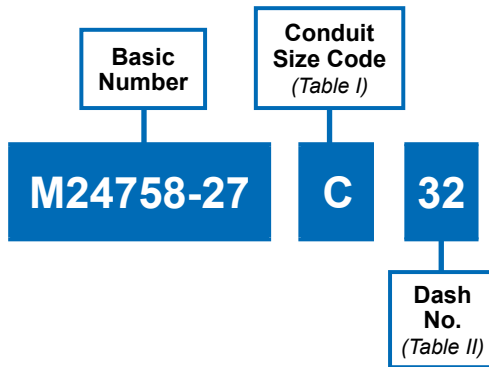 Basic
Number
Conduit
Size Code
(Table I)
M24758-27
C
32
Dash
No.
(Table II)